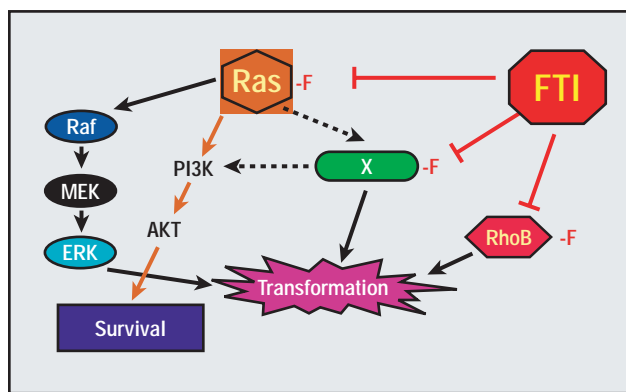 Ras -F
FTI
Raf
PI3K
X -F
MEK
AKT
RhoB -F
ERK
Transformation
Survival